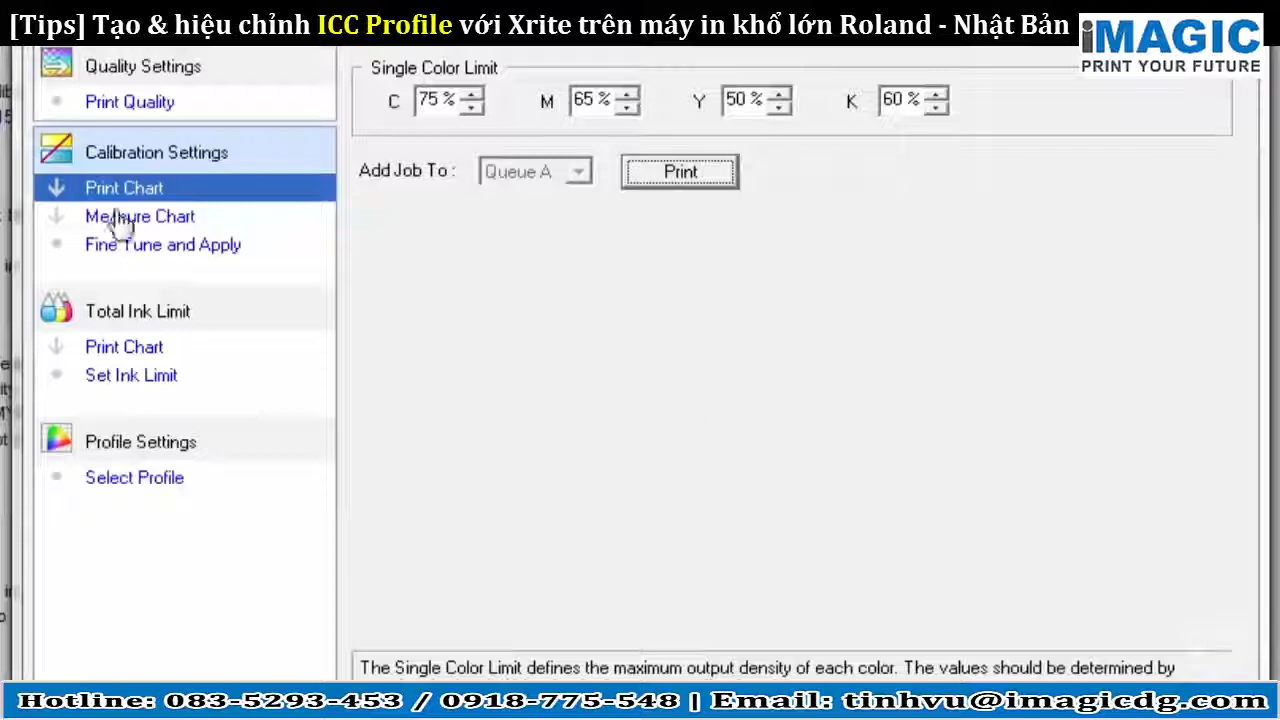 [Tips] Tạo & hiệu chỉnh ICC Profile với Xrite trên máy in khổ lớn Roland - Nhật Bản
iMAGIC
PRINT YOUR FUTURE
Quality Settings
Print Quality
Calibration Settings
Print Chart
Measure Chart
Fine Tune and Apply
Total Ink Limit
Print Chart
Set Ink Limit
Profile Settings
Select Profile
Single Color Limit
C 75 % M 65 % Y 50 % K 60 %
Add Job To : Queue A Print
The Single Color Limit defines the maximum output density of each color. The values should be determined by
Hotline: 083-5293-453 / 0918-775-548 | Email: tinhvu@imagicdg.com